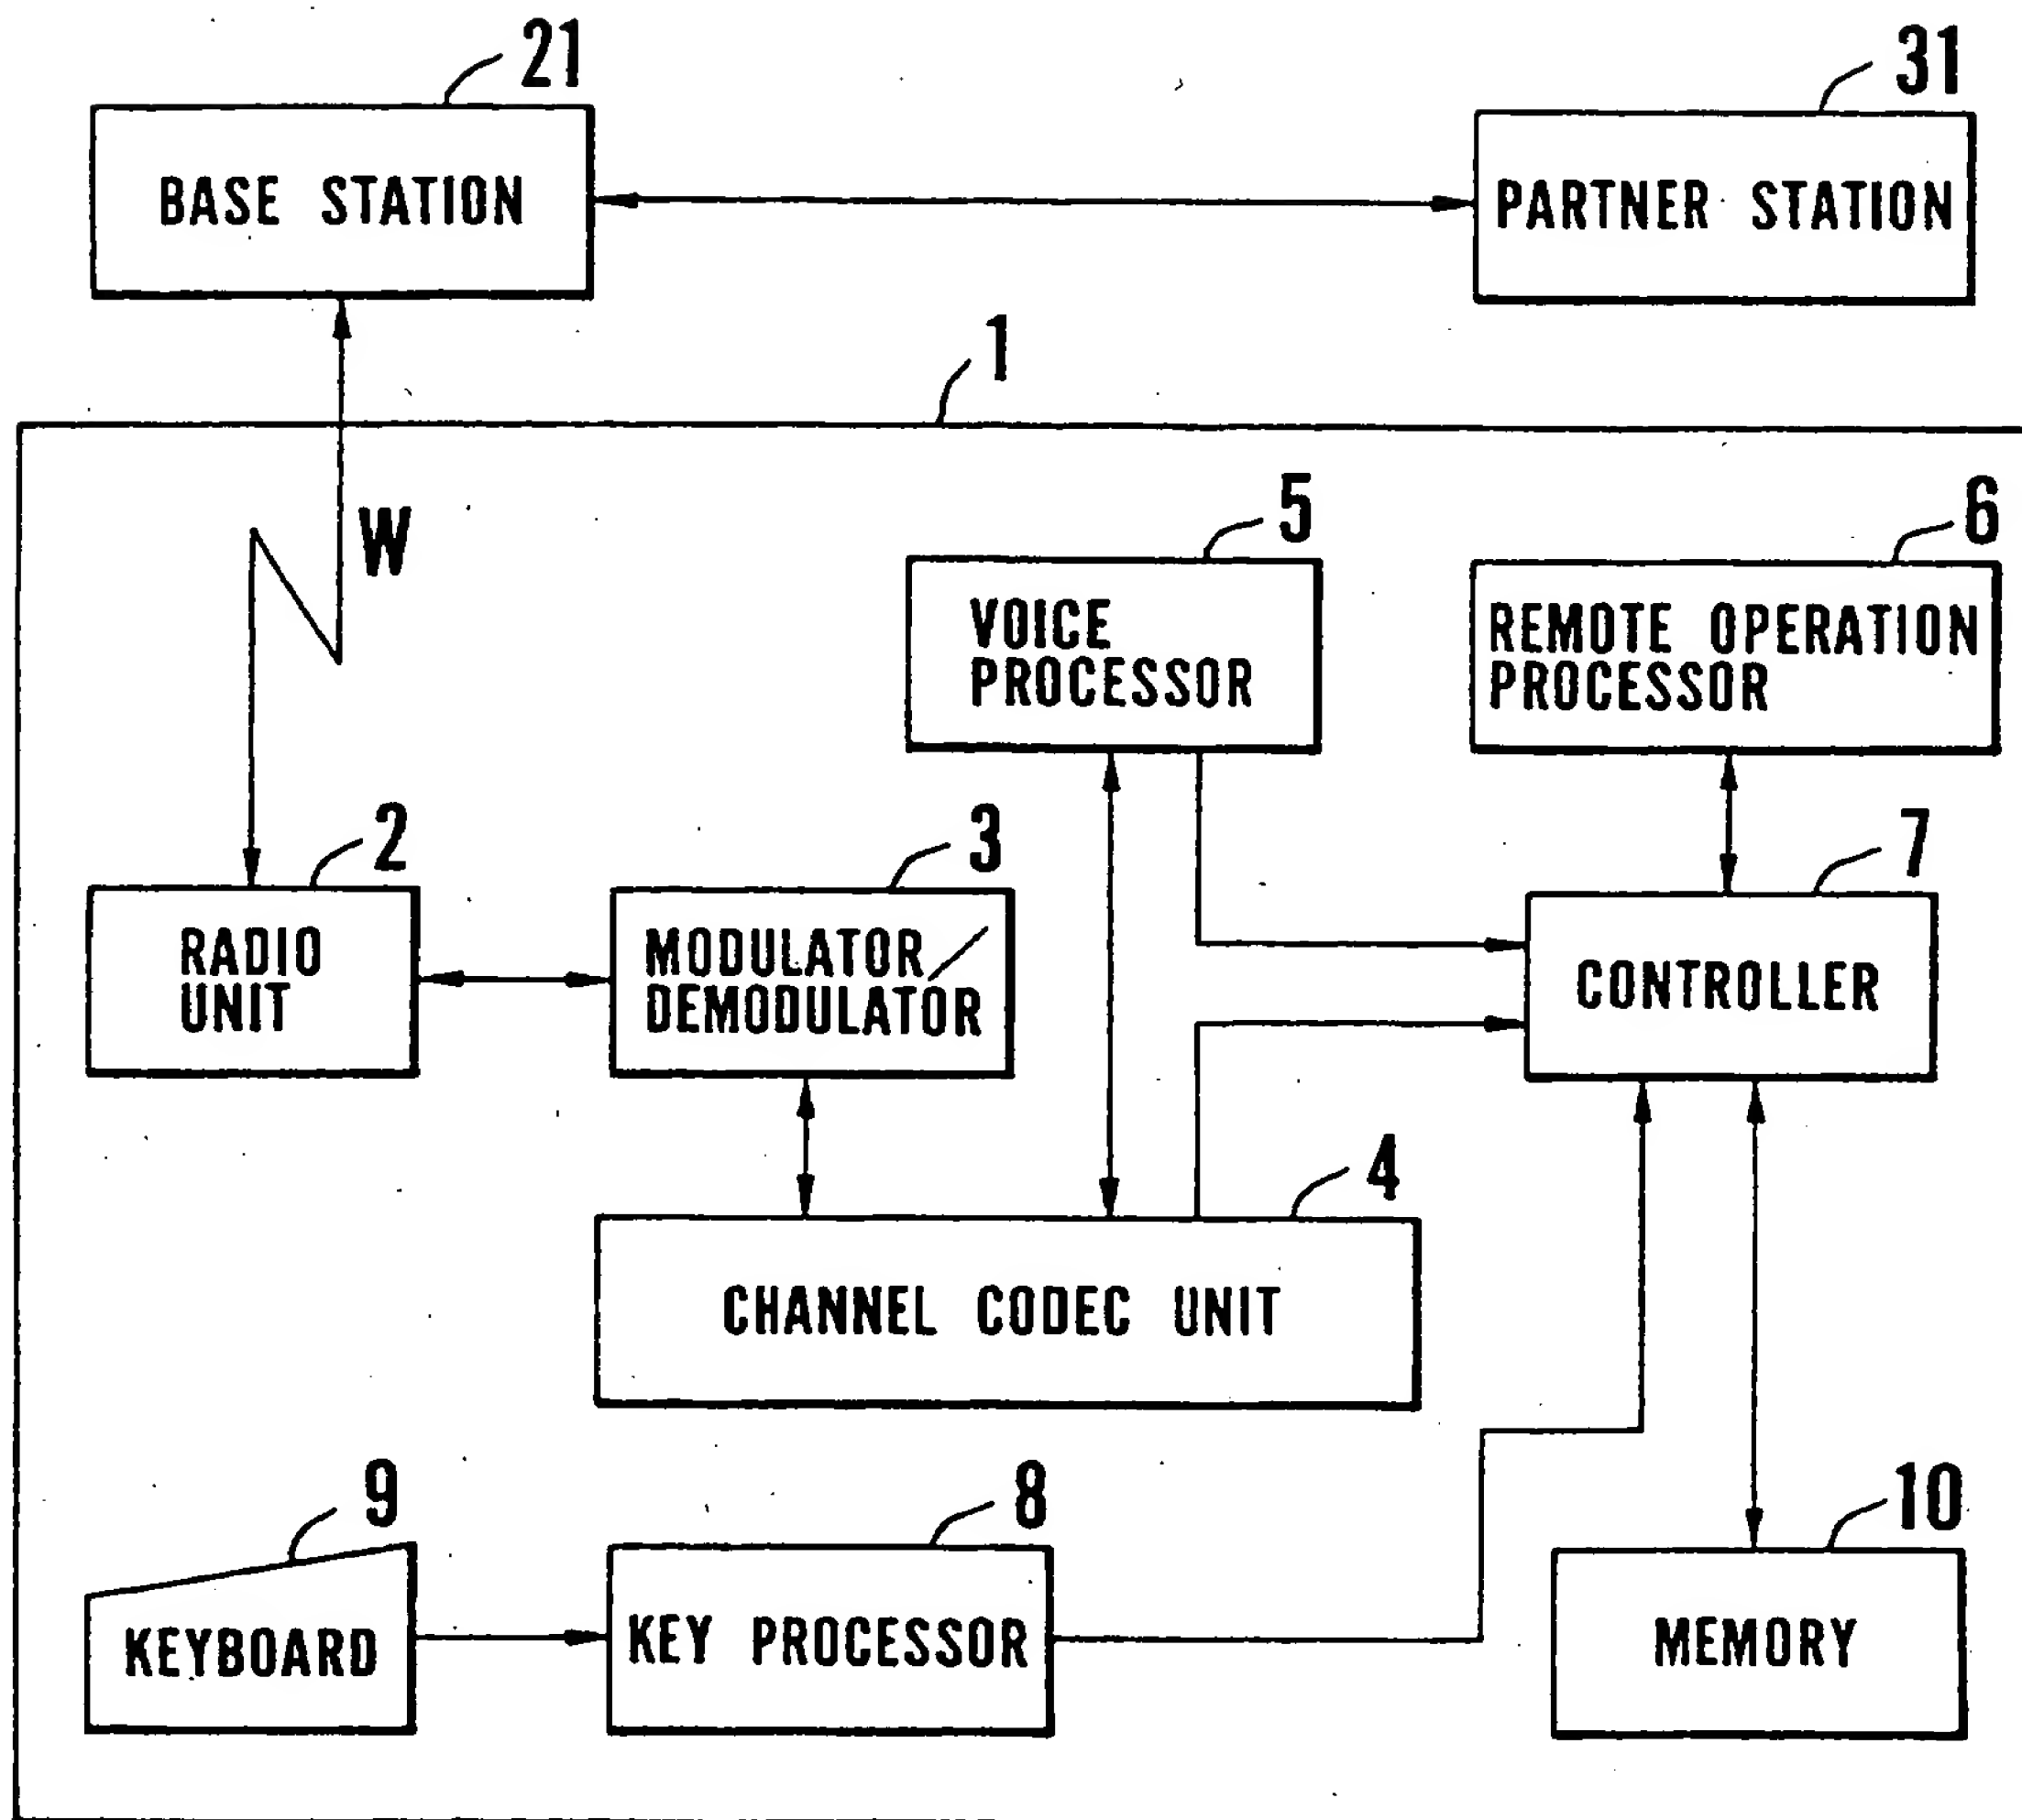 21
31
BASE STATION
PARTNER STATION
1
W
5
6
VOICE
PROCESSOR
REMOTE OPERATION
PROCESSOR
2
3
7
RADIO
UNIT
MODULATOR/
DEMODULATOR
CONTROLLER
4
CHANNEL CODEC UNIT
9
8
10
KEYBOARD
KEY PROCESSOR
MEMORY